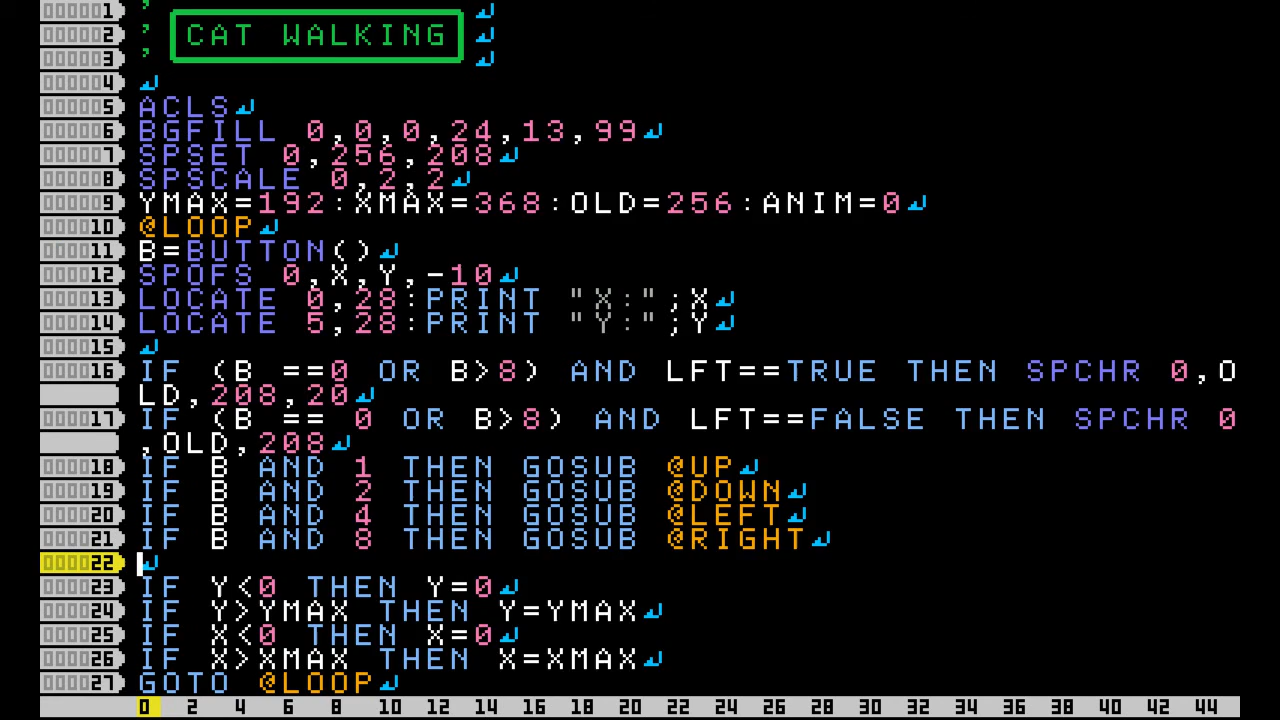 00001 '
00002 ' CAT WALKING
00003 '
00004
00005 ACLS
00006 BGFILL 0,0,0,24,13,99
00007 SPSET 0,256,208
00008 SPSCALE 0,2,2
00009 YMAX=192:XMAX=368:OLD=256:ANIM=0
00010 @LOOP
00011 B=BUTTON()
00012 SPOFS 0,X,Y,-10
00013 LOCATE 0,28:PRINT "X:";X
00014 LOCATE 5,28:PRINT "Y:";Y
00015
00016 IF (B ==0 OR B>8) AND LFT==TRUE THEN SPCHR 0,O
LD,208,20
00017 IF (B == 0 OR B>8) AND LFT==FALSE THEN SPCHR 0
,OLD,208
00018 IF B AND 1 THEN GOSUB @UP
00019 IF B AND 2 THEN GOSUB @DOWN
00020 IF B AND 4 THEN GOSUB @LEFT
00021 IF B AND 8 THEN GOSUB @RIGHT
00022
00023 IF Y<0 THEN Y=0
00024 IF Y>YMAX THEN Y=YMAX
00025 IF X<0 THEN X=0
00026 IF X>XMAX THEN X=XMAX
00027 GOTO @LOOP
0 2 4 6 8 10 12 14 16 18 20 22 24 26 28 30 32 34 36 38 40 42 44